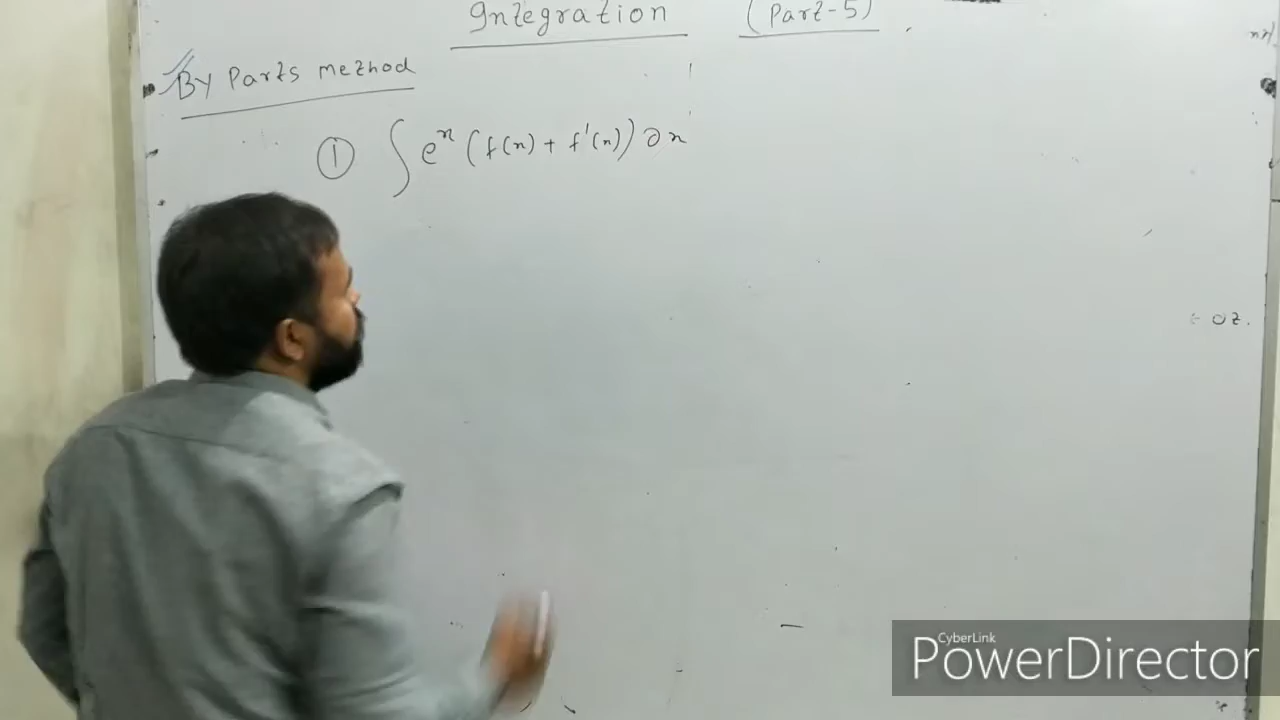 Integration (Part-5)
By Parts method
① ∫ eˣ (f(x) + f'(x)) ∂x
CyberLink
PowerDirector